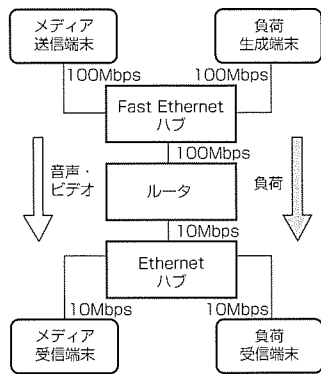 メディア
送信端末
負荷
生成端末
100Mbps
100Mbps
Fast Ethernet
ハブ
100Mbps
音声・
ビデオ
ルータ
負荷
10Mbps
Ethernet
ハブ
10Mbps
10Mbps
メディア
受信端末
負荷
受信端末